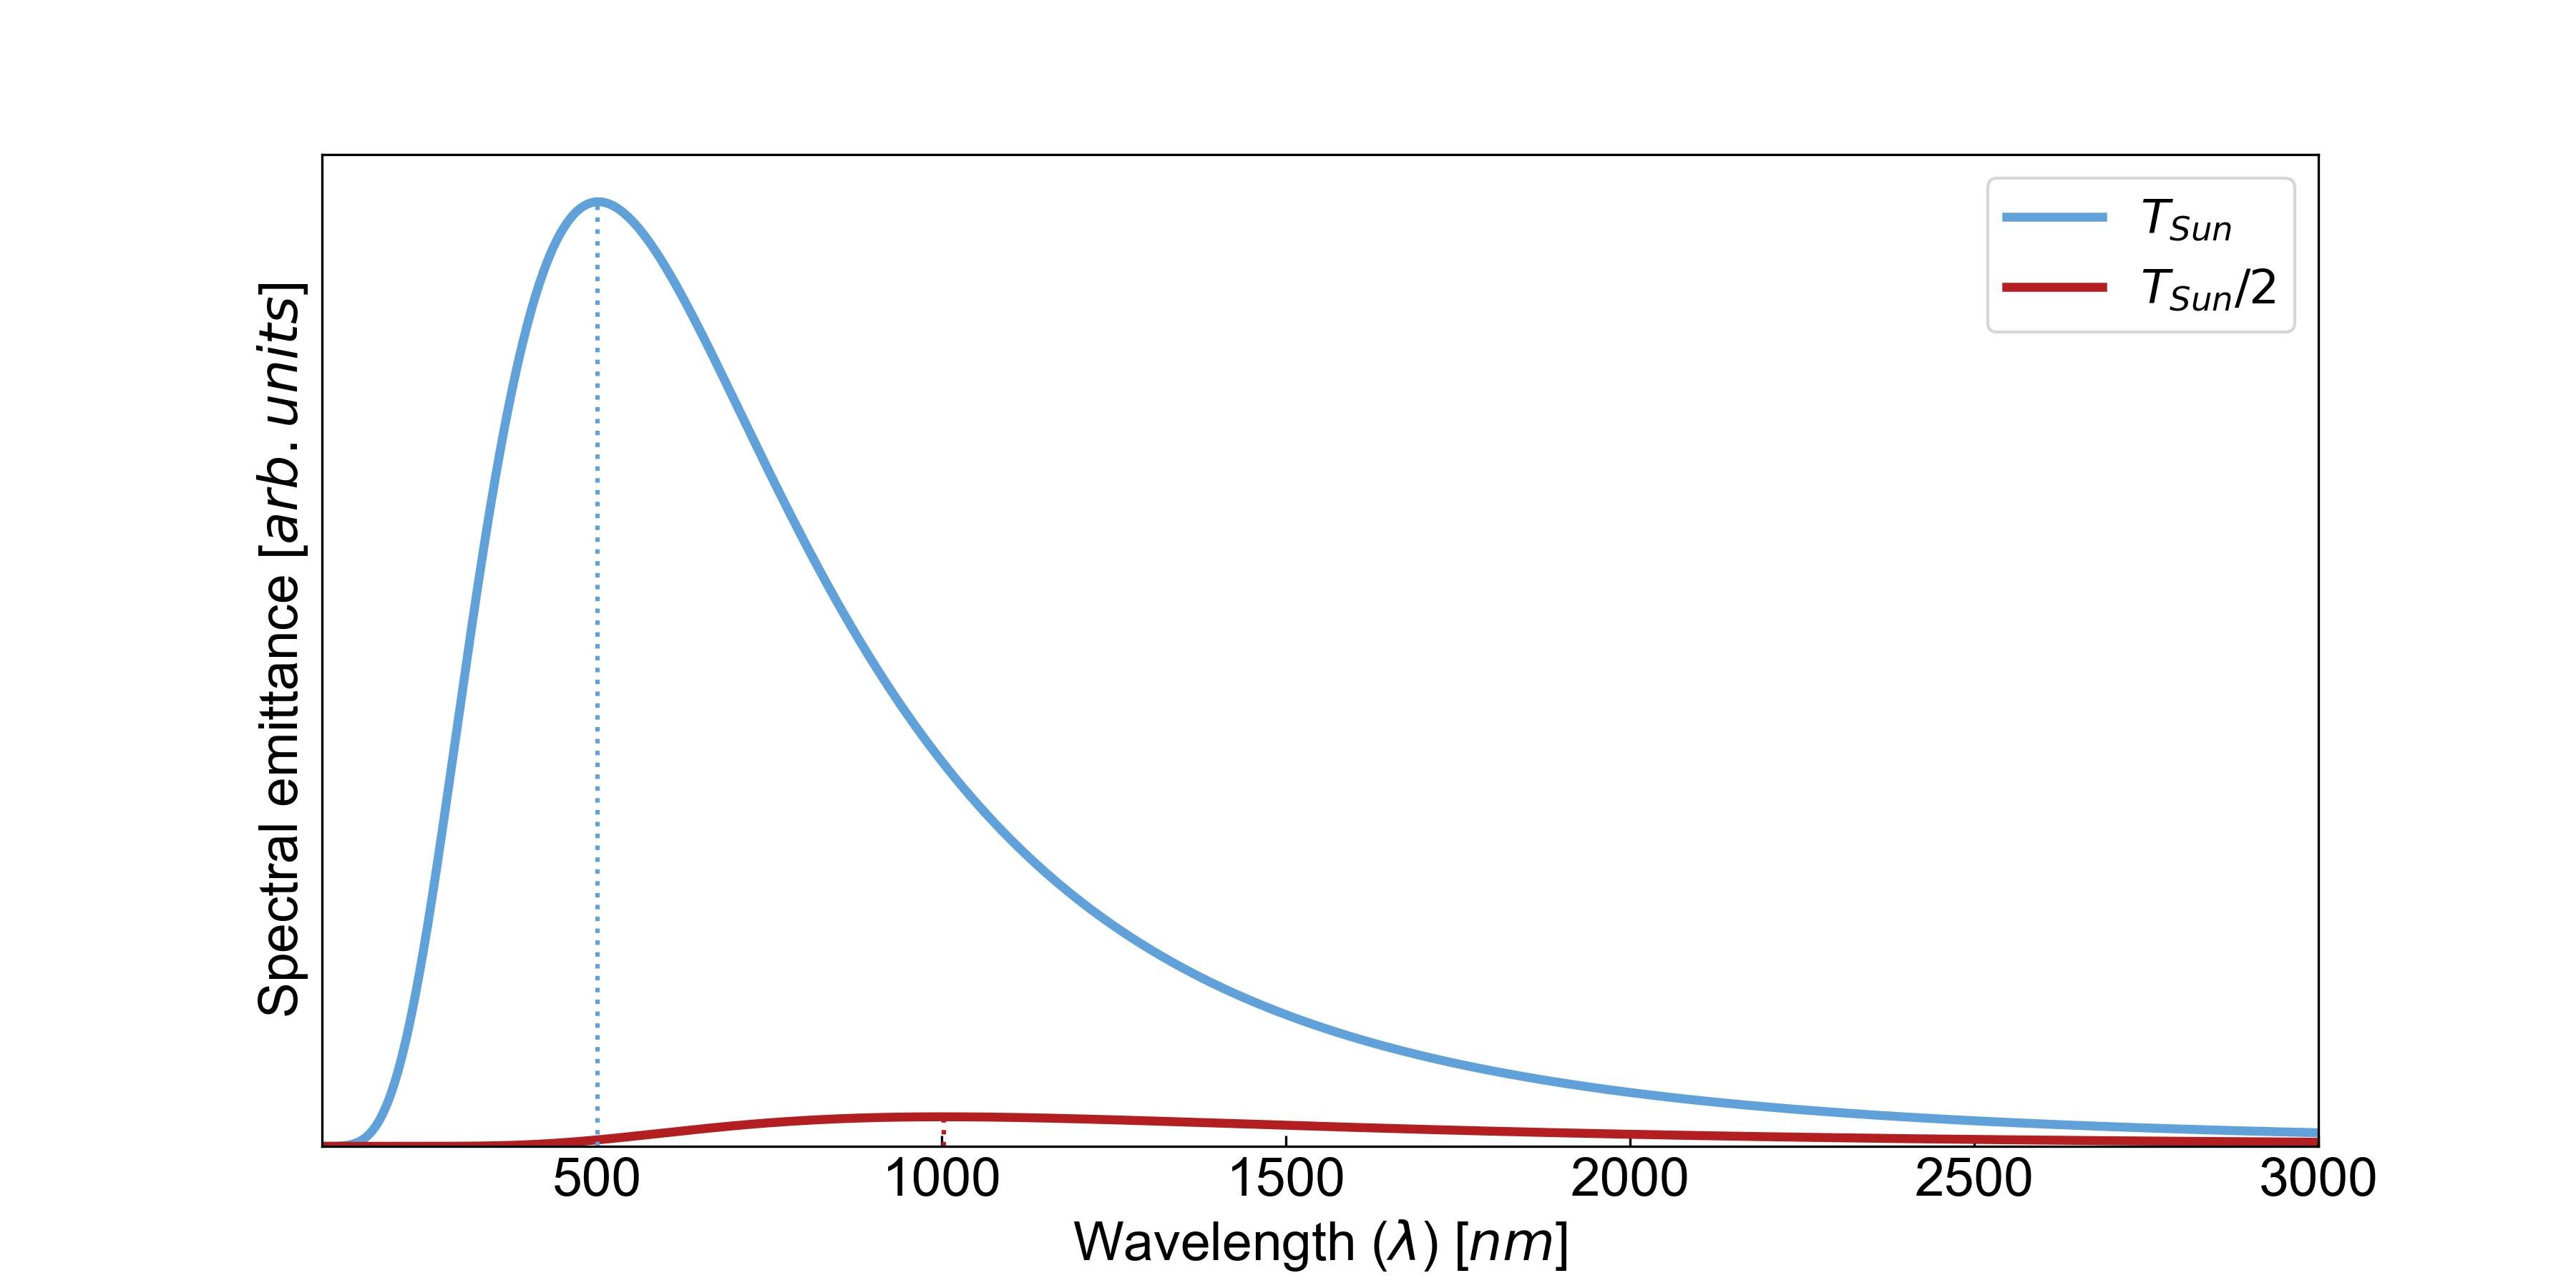 T_Sun
T_Sun/2
Spectral emittance [arb. units]
500 1000 1500 2000 2500 3000
Wavelength (λ) [nm]